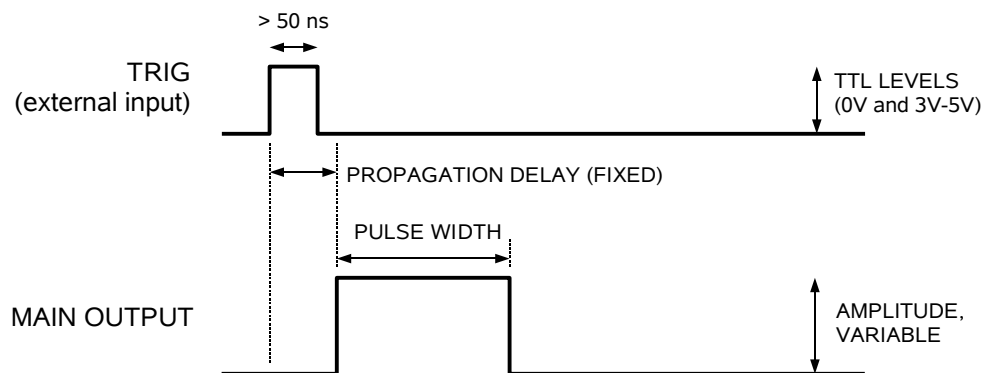 > 50 ns
TRIG
(external input)
TTL LEVELS
(0V and 3V-5V)
PROPAGATION DELAY (FIXED)
PULSE WIDTH
MAIN OUTPUT
AMPLITUDE,
VARIABLE